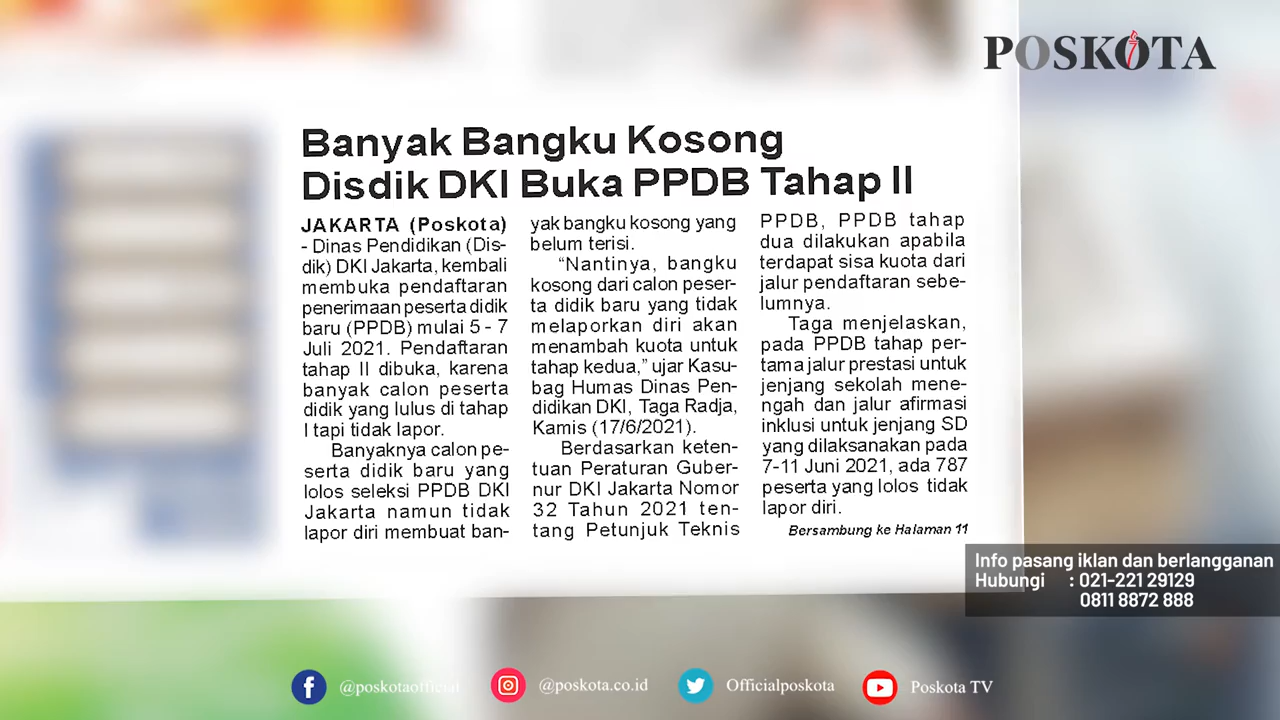 POSKOTA
Banyak Bangku Kosong
Disdik DKI Buka PPDB Tahap II
JAKARTA (Poskota)
- Dinas Pendidikan (Dis-
dik) DKI Jakarta, kembali
membuka pendaftaran
penerimaan peserta didik
baru (PPDB) mulai 5 - 7
Juli 2021. Pendaftaran
tahap II dibuka, karena
banyak calon peserta
didik yang lulus di tahap
I tapi tidak lapor.
Banyaknya calon pe-
serta didik baru yang
lolos seleksi PPDB DKI
Jakarta namun tidak
lapor diri membuat ban-
yak bangku kosong yang
belum terisi.
“Nantinya, bangku
kosong dari calon peser-
ta didik baru yang tidak
melaporkan diri akan
menambah kuota untuk
tahap kedua,” ujar Kasu-
bag Humas Dinas Pen-
didikan DKI, Taga Radja,
Kamis (17/6/2021).
Berdasarkan keten-
tuan Peraturan Guber-
nur DKI Jakarta Nomor
32 Tahun 2021 ten-
tang Petunjuk Teknis
PPDB, PPDB tahap
dua dilakukan apabila
terdapat sisa kuota dari
jalur pendaftaran sebe-
lumnya.
Taga menjelaskan,
pada PPDB tahap per-
tama jalur prestasi untuk
jenjang sekolah mene-
ngah dan jalur afirmasi
inklusi untuk jenjang SD
yang dilaksanakan pada
7-11 Juni 2021, ada 787
peserta yang lolos tidak
lapor diri.
Bersambung ke Halaman 11
Info pasang iklan dan berlangganan
Hubungi : 021-221 29129
0811 8872 888
@poskotaofficial
@poskota.co.id
Officialposkota
Poskota TV